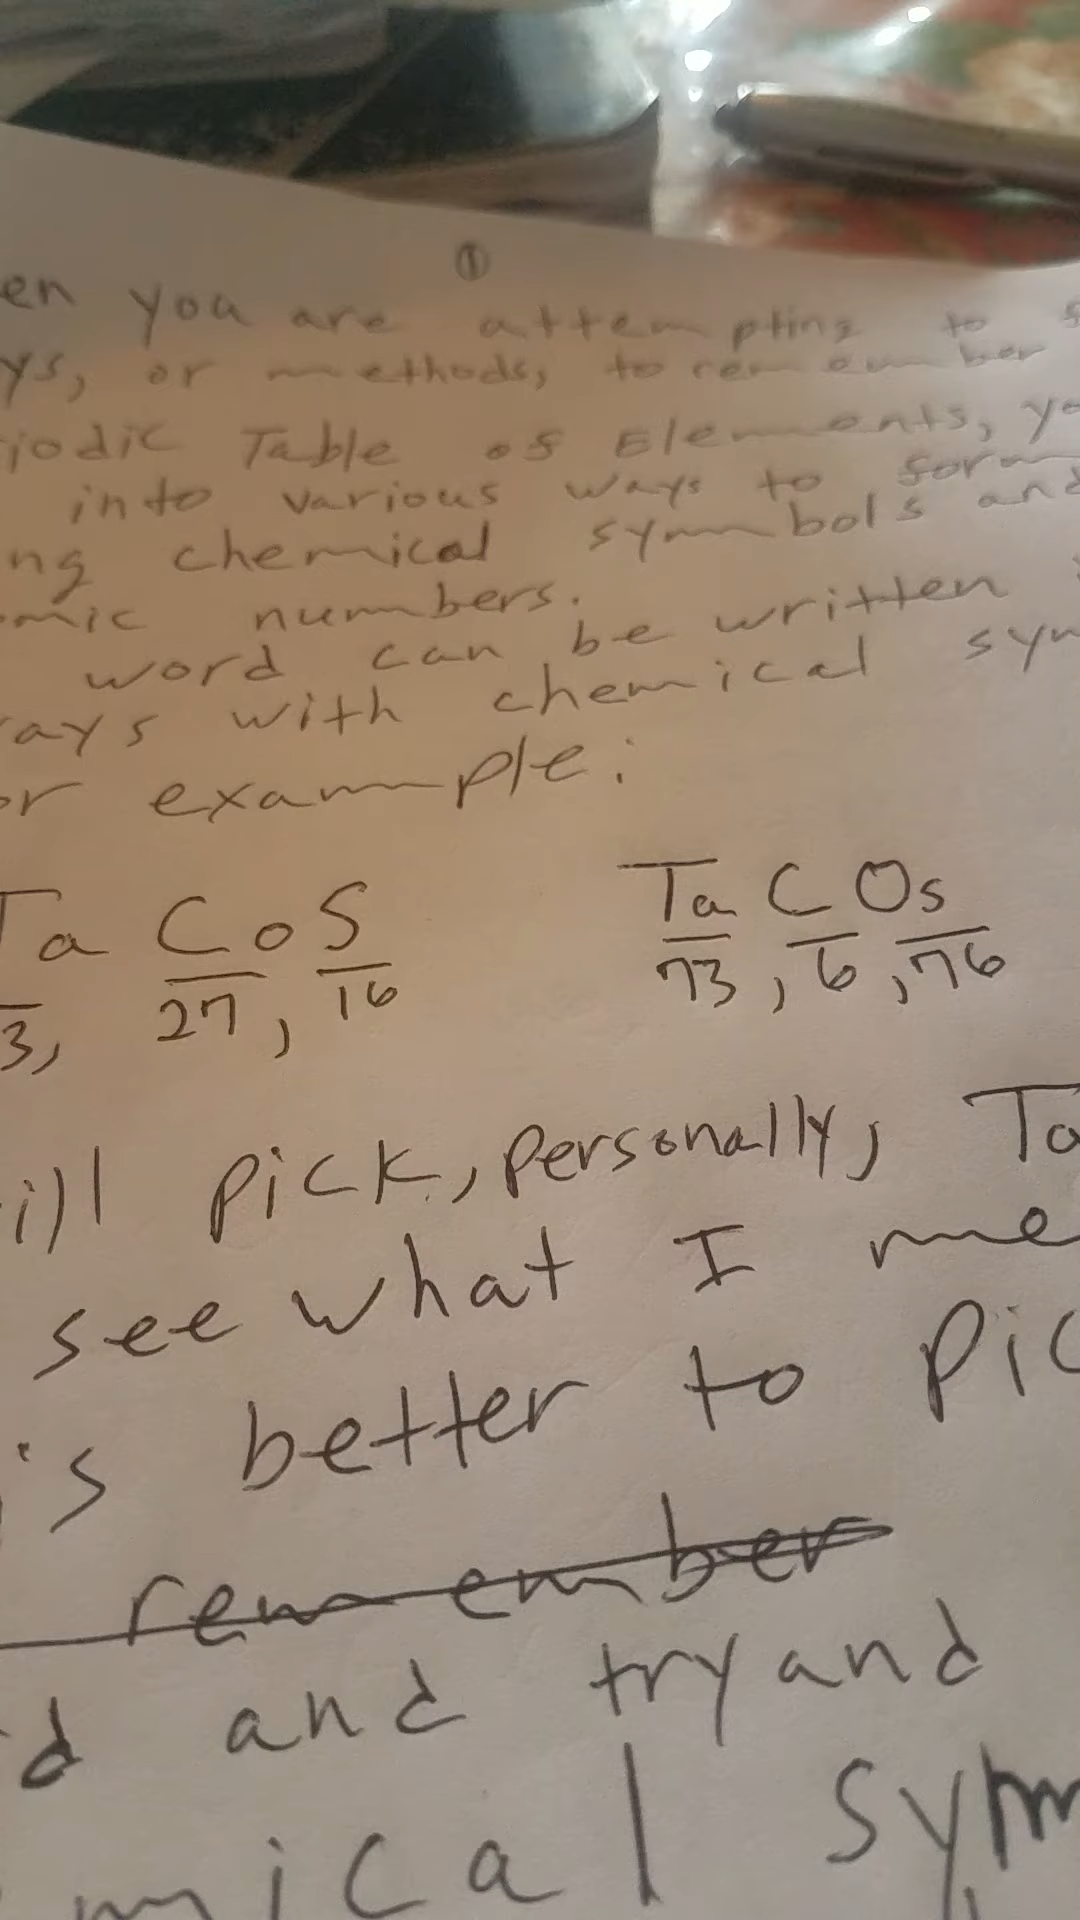 ①
en you are attempting to s
ys, or methods, to remember
iodic Table of Elements, yo
into various ways to form
ng chemical symbols and
omic numbers.
word can be written
ays with chemical sym
or example:
Ta CoS Ta C Os
3, 27, 16 73, 6, 76
ill pick, personally, Ta
see what I me
is better to pic
remember
d and try and
mical sym